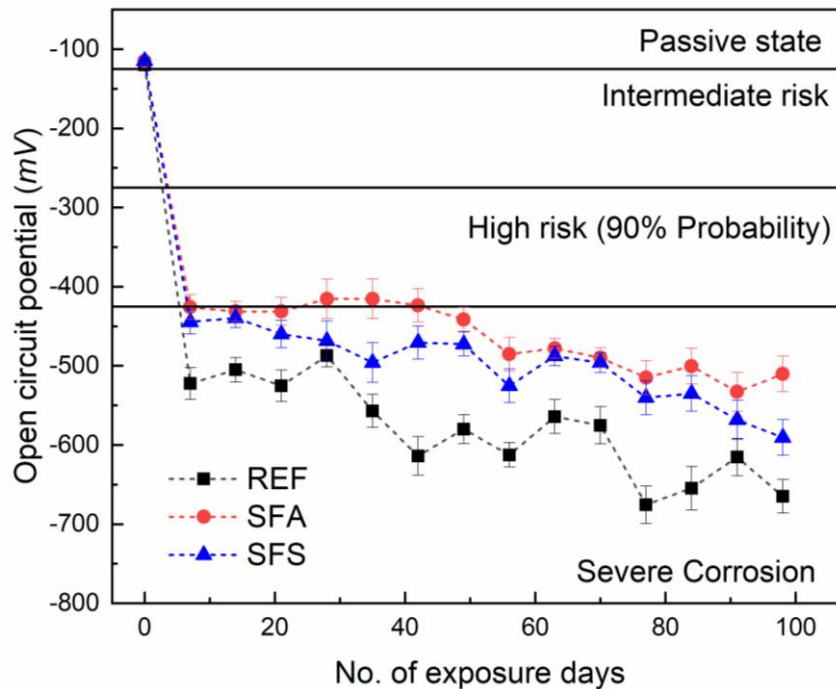 Open circuit poential (mV)
-100
-200
-300
-400
-500
-600
-700
-800
Passive state
Intermediate risk
High risk (90% Probability)
REF
SFA
SFS
Severe Corrosion
0
20
40
60
80
100
No. of exposure days